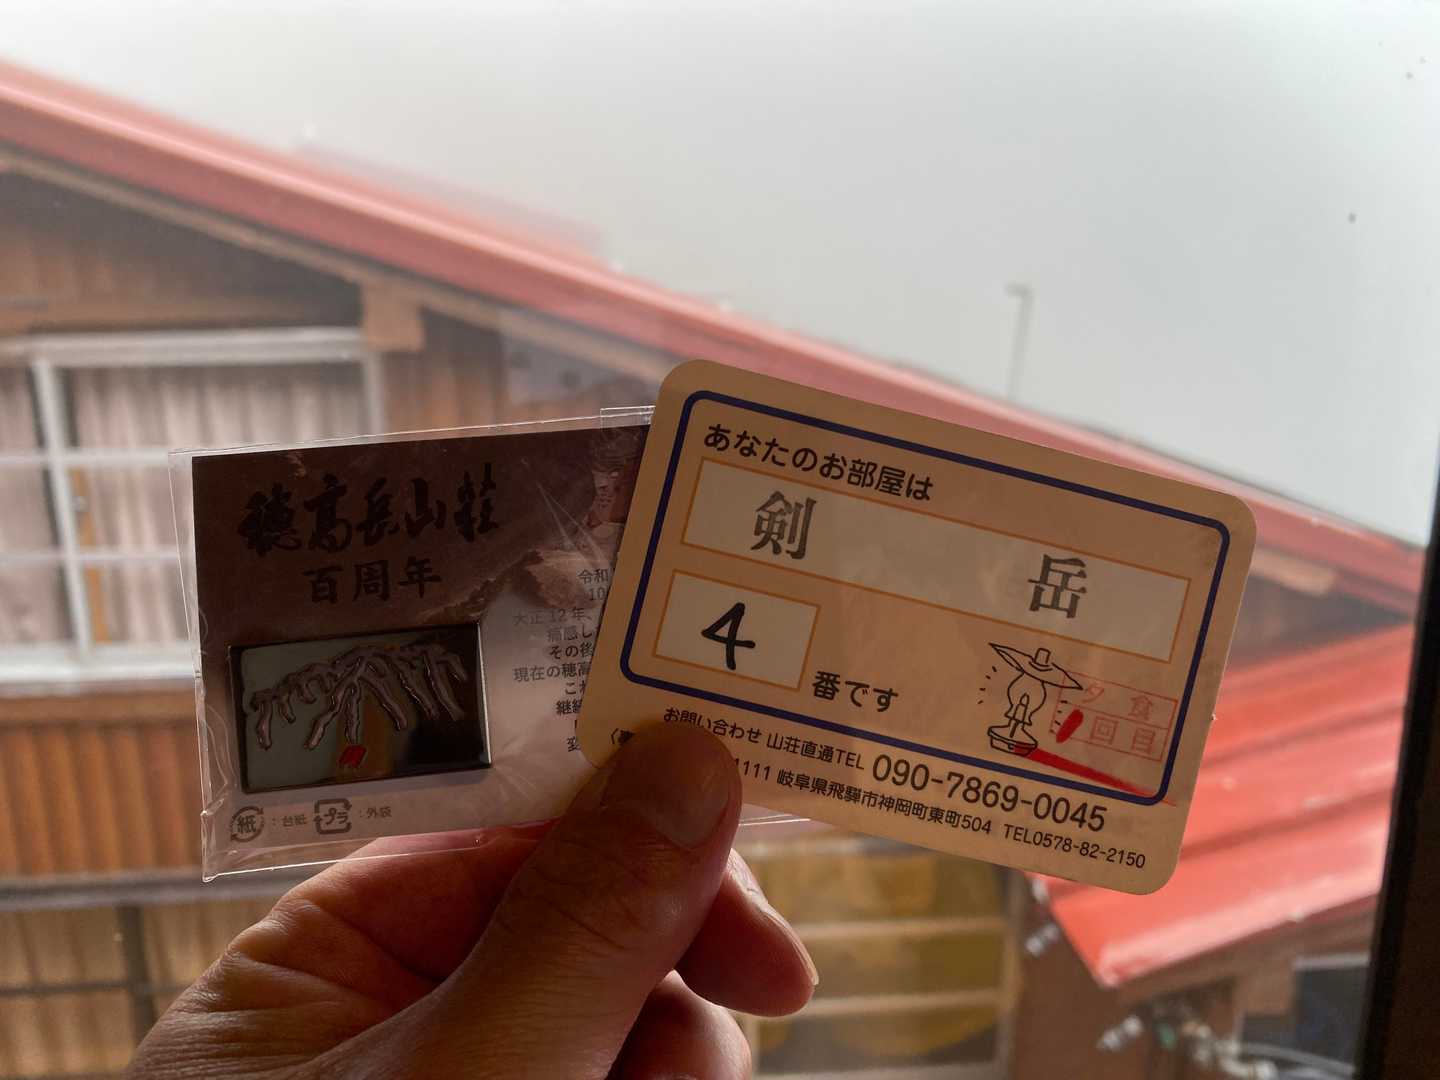 穂高岳山荘
百周年
令和
10
大正12年、
痛感し
その後
現在の穂高
これ
継続
変
紙:台紙 プラ:外袋
あなたのお部屋は
剣 岳
4
番です
夕食
回目
お問い合わせ 山荘直通TEL 090-7869-0045
1111 岐阜県飛騨市神岡町東町504 TEL0578-82-2150